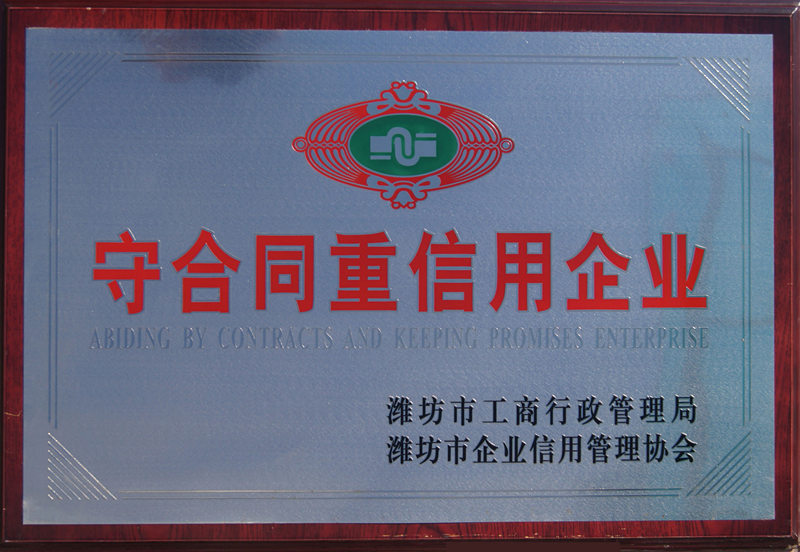 守合同重信用企业
ABIDING BY CONTRACTS AND KEEPING PROMISES ENTERPRISE
潍坊市工商行政管理局
潍坊市企业信用管理协会